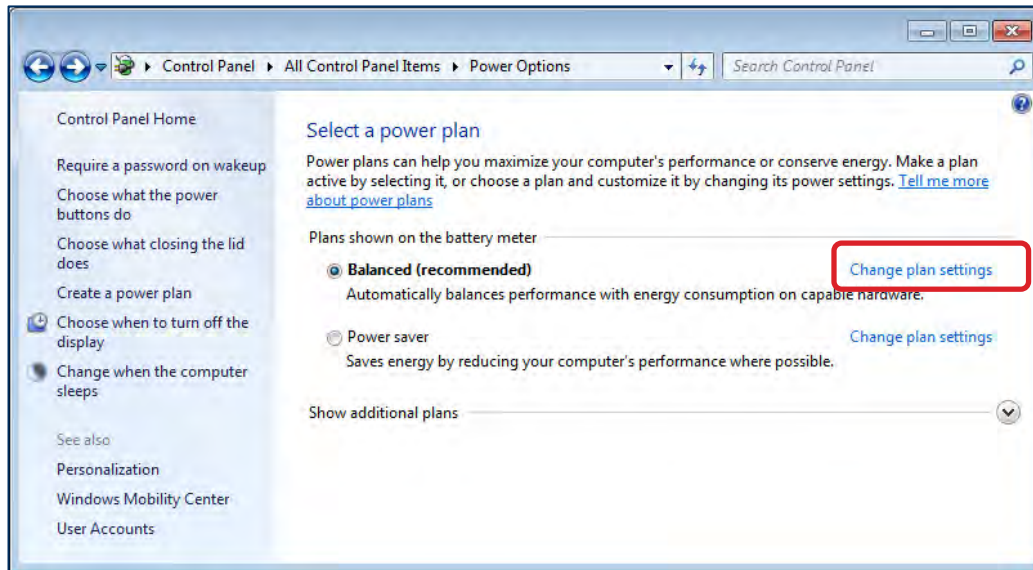 Control Panel ▸ All Control Panel Items ▸ Power Options
Search Control Panel
Control Panel Home
Require a password on wakeup
Choose what the power
buttons do
Choose what closing the lid
does
Create a power plan
Choose when to turn off the
display
Change when the computer
sleeps
See also
Personalization
Windows Mobility Center
User Accounts
Select a power plan
Power plans can help you maximize your computer's performance or conserve energy. Make a plan
active by selecting it, or choose a plan and customize it by changing its power settings. Tell me more
about power plans
Plans shown on the battery meter
Balanced (recommended) Change plan settings
Automatically balances performance with energy consumption on capable hardware.
Power saver Change plan settings
Saves energy by reducing your computer's performance where possible.
Show additional plans